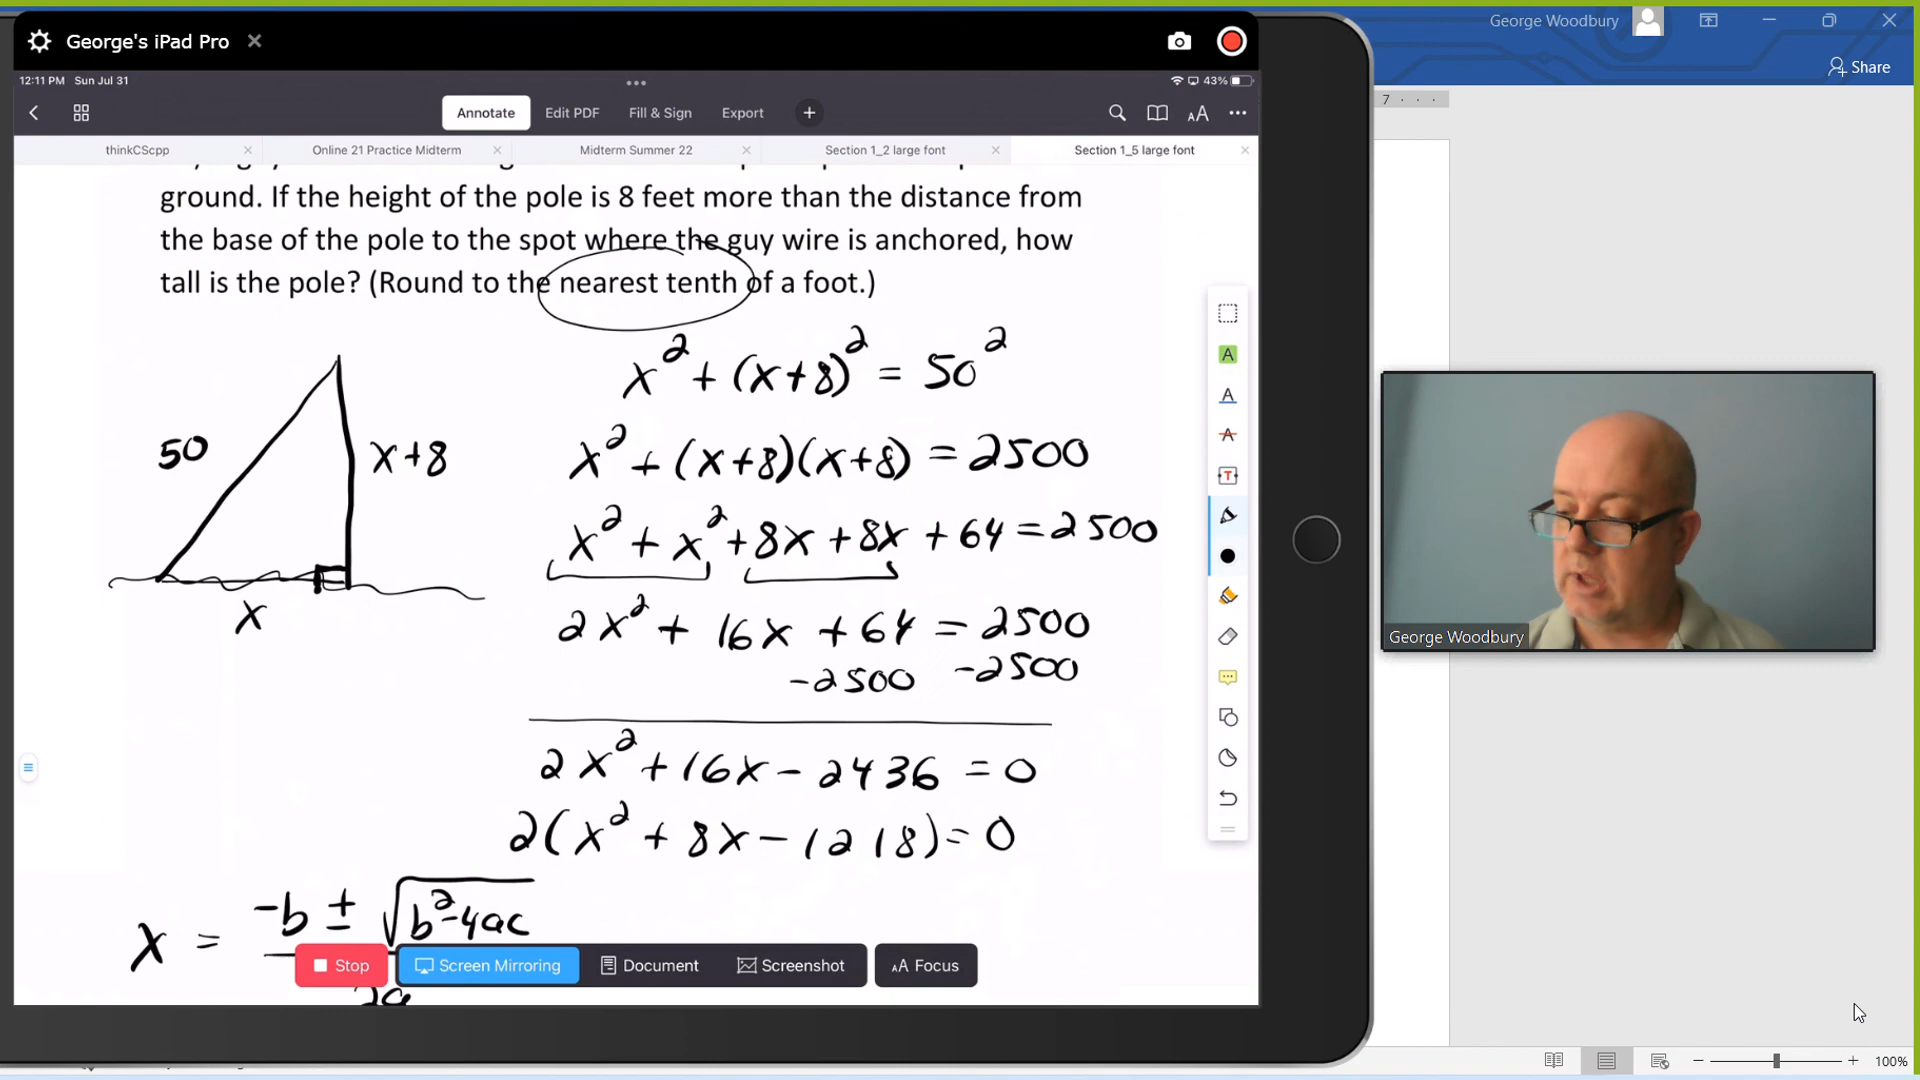 George Woodbury
George's iPad Pro
12:11 PM Sun Jul 31
43%
Share
7
Annotate
Edit PDF
Fill & Sign
Export
+
thinkCScpp
Online 21 Practice Midterm
Midterm Summer 22
Section 1_2 large font
Section 1_5 large font
ground. If the height of the pole is 8 feet more than the distance from
the base of the pole to the spot where the guy wire is anchored, how
tall is the pole? (Round to the nearest tenth of a foot.)
x² + (x+8)² = 50²
50
x+8
x
x² + (x+8)(x+8) = 2500
x² + x² + 8x + 8x + 64 = 2500
2x² + 16x + 64 = 2500
-2500 -2500
2x² + 16x - 2436 = 0
2(x² + 8x - 1218) = 0
x = -b ± √b²-4ac
2a
Stop
Screen Mirroring
Document
Screenshot
AA Focus
George Woodbury
100%